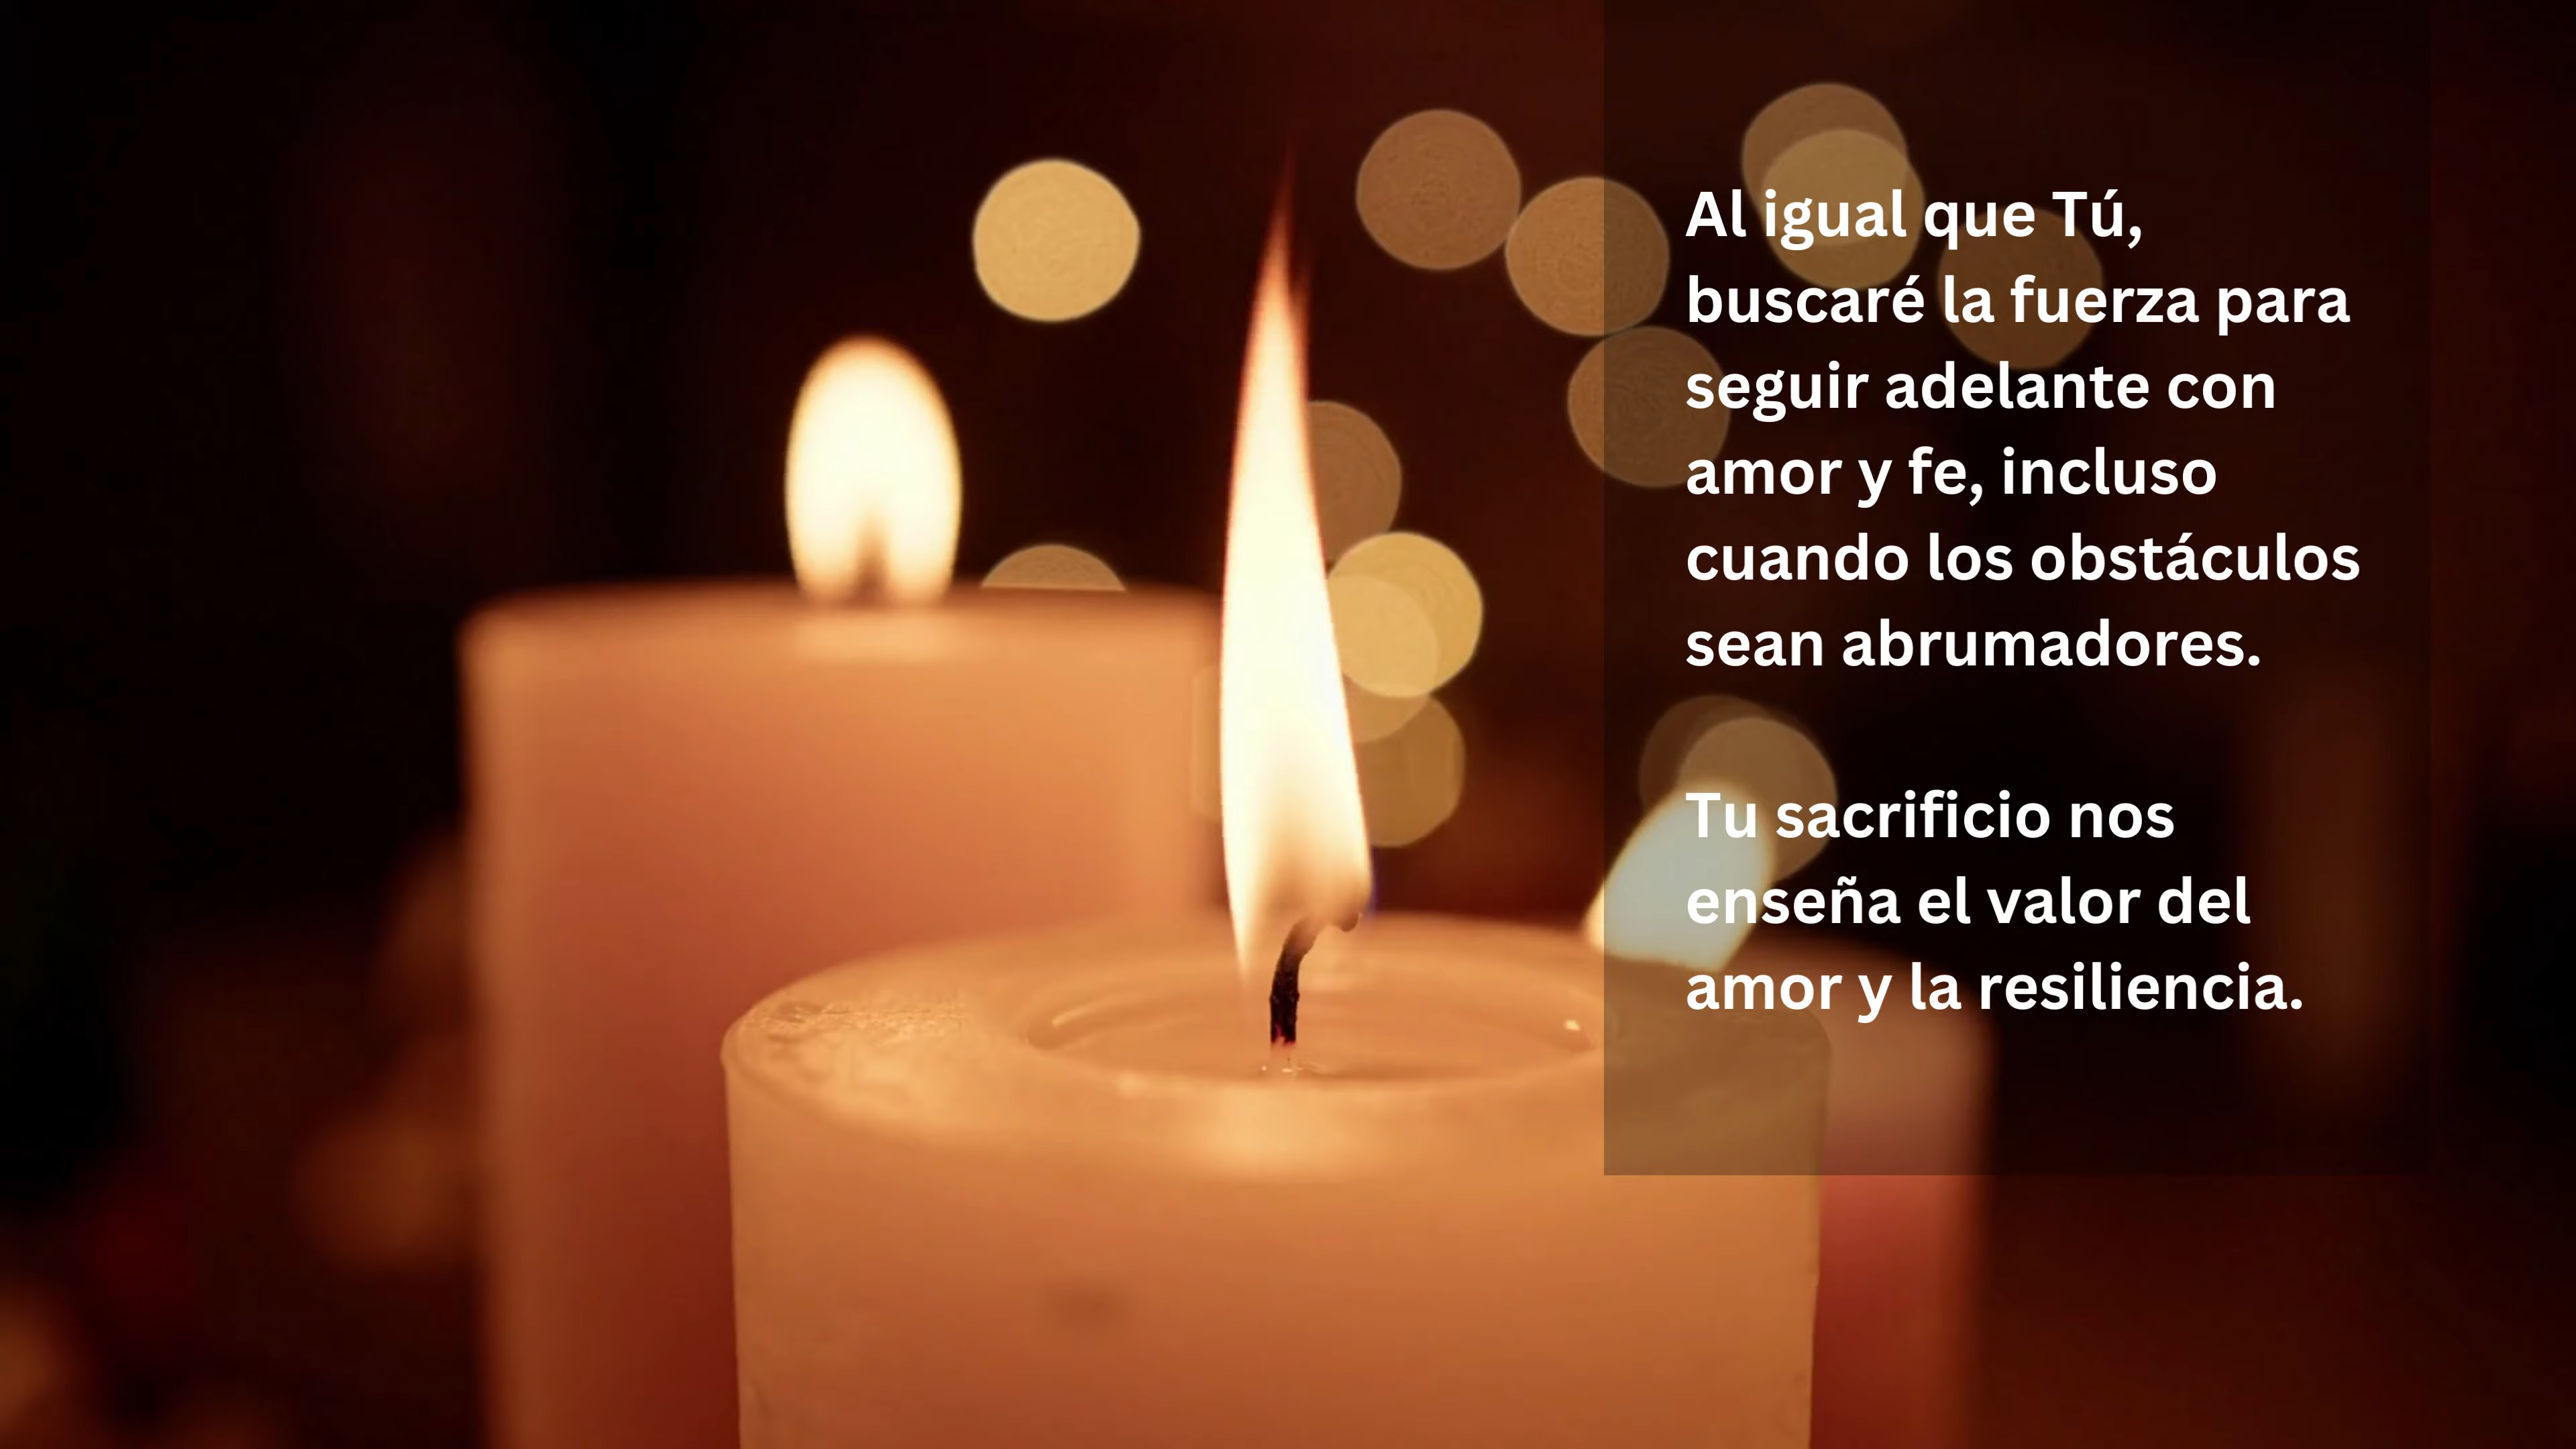 Al igual que Tú,
buscaré la fuerza para
seguir adelante con
amor y fe, incluso
cuando los obstáculos
sean abrumadores.
Tu sacrificio nos
enseña el valor del
amor y la resiliencia.